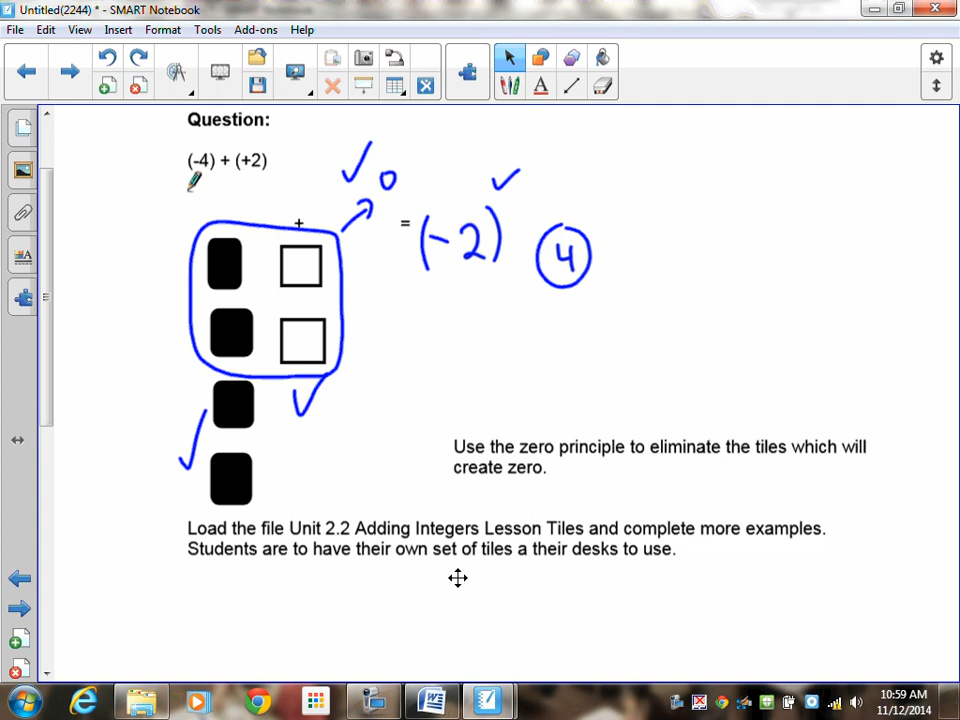 Untitled(2244) * - SMART Notebook
File Edit View Insert Format Tools Add-ons Help
Question:
(-4) + (+2)
0
+ = (-2) 4
Use the zero principle to eliminate the tiles which will
create zero.
Load the file Unit 2.2 Adding Integers Lesson Tiles and complete more examples.
Students are to have their own set of tiles a their desks to use.
10:59 AM
11/12/2014